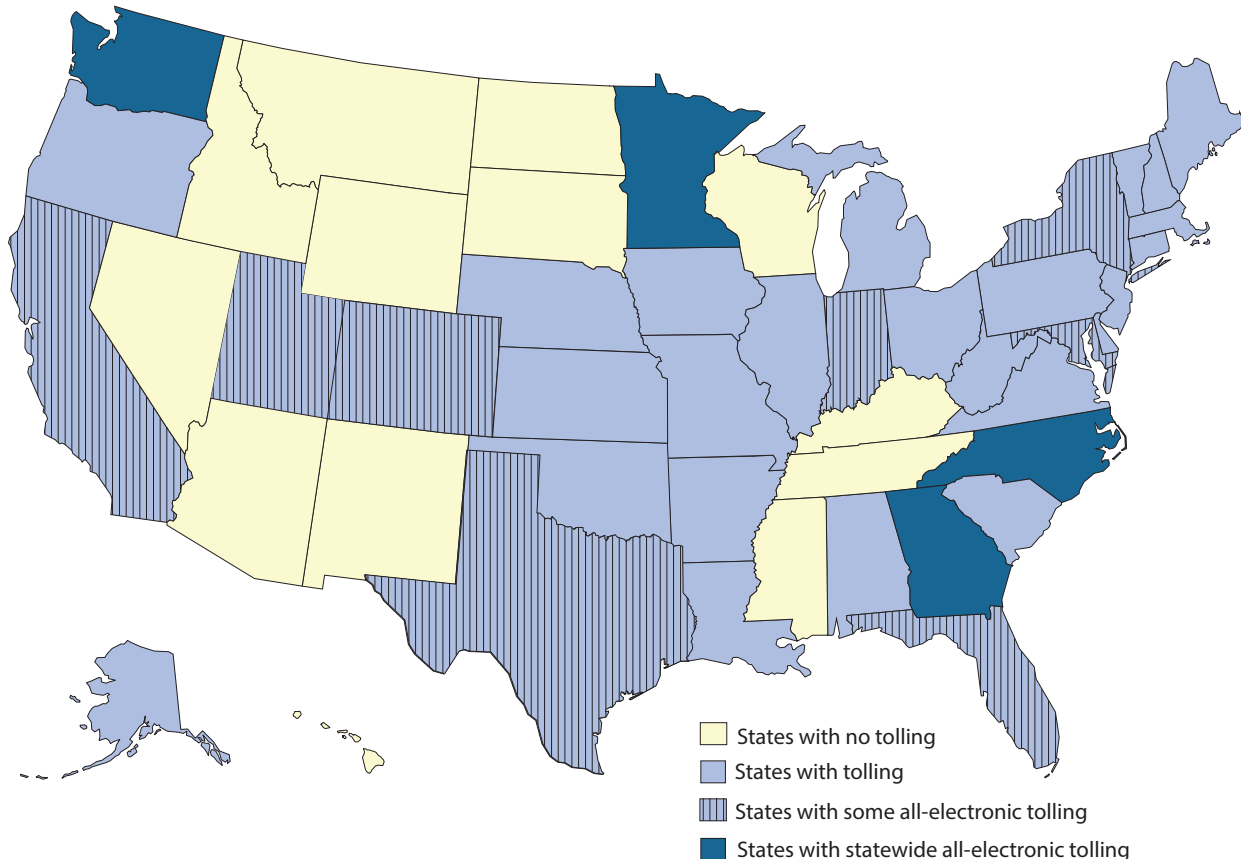 States with no tolling
States with tolling
States with some all-electronic tolling
States with statewide all-electronic tolling